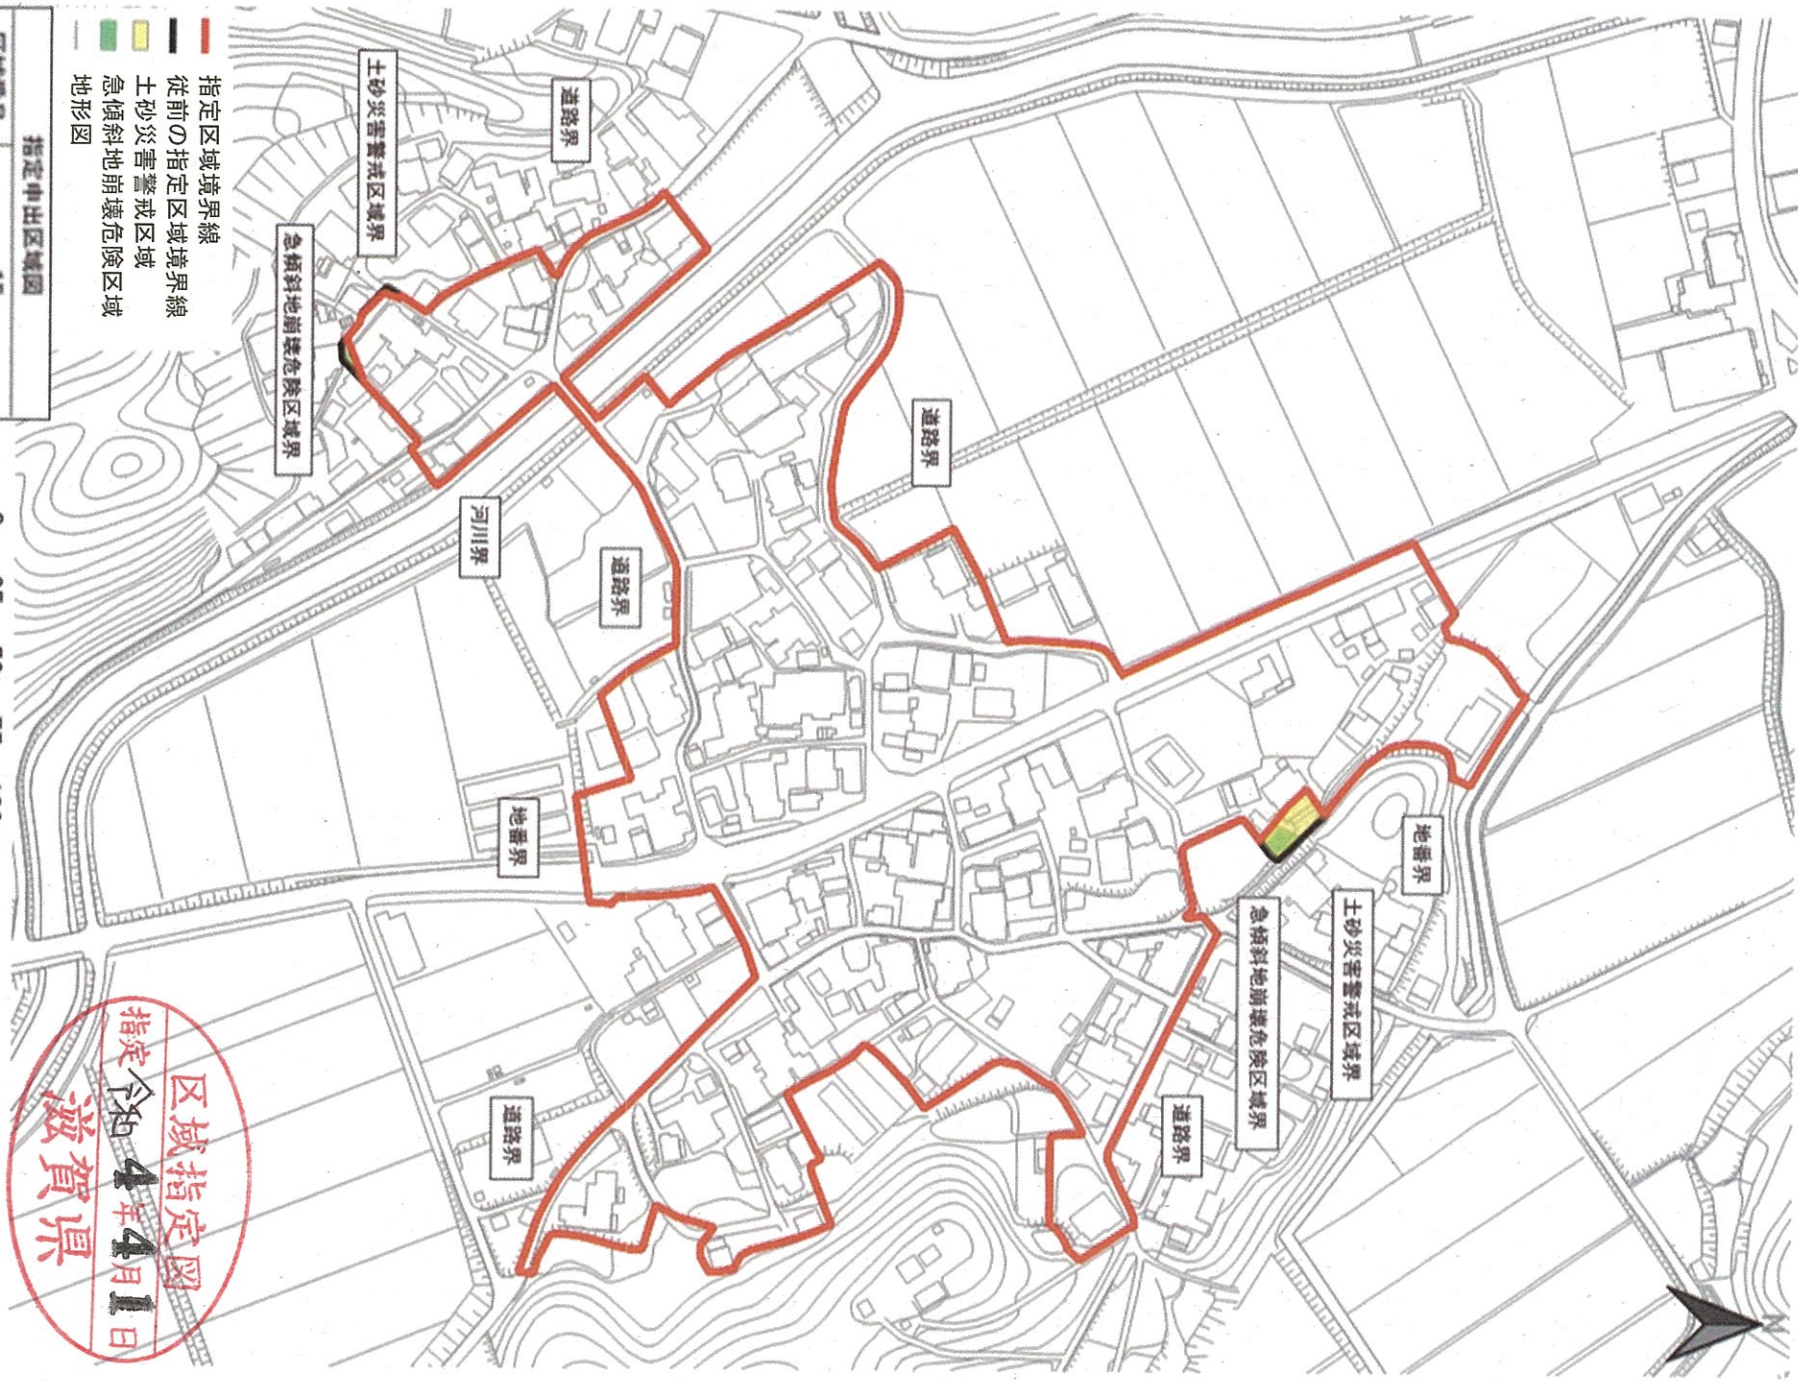 指定区域境界線
従前の指定区域境界線
土砂災害警戒区域
急傾斜地崩壊危険区域
地形図
指定申出区域図
土砂災害警戒区域界
道路界
急傾斜地崩壊危険区域界
道路界
河川界
道路界
地番界
地番界
土砂災害警戒区域界
急傾斜地崩壊危険区域界
道路界
道路界
N
区域指定図
指定 令和 4年 4月 1日
滋賀県